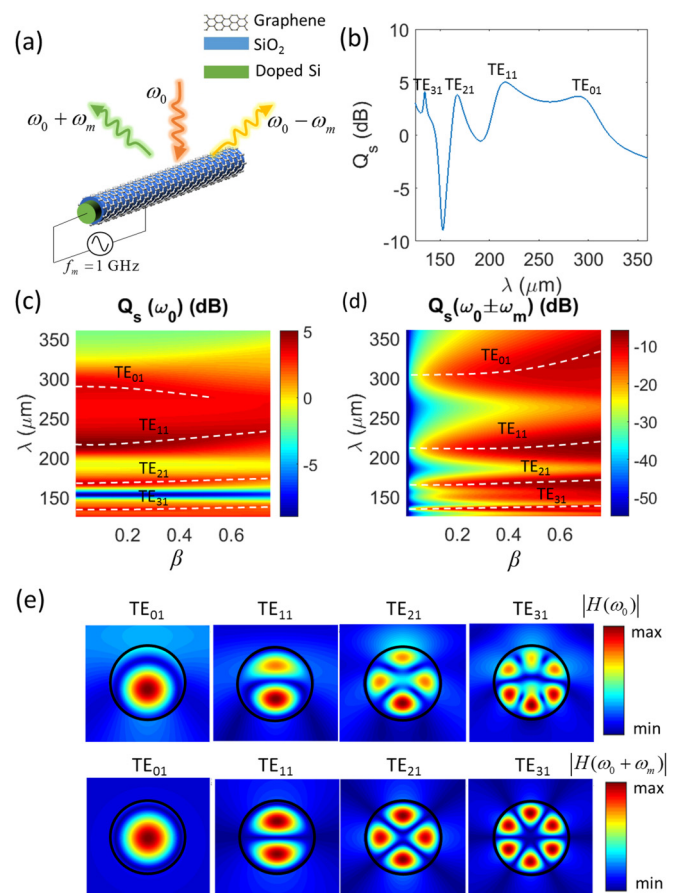 (a)
Graphene
SiO₂
Doped Si
ω₀
ω₀ + ωₘ
ω₀ − ωₘ
fₘ = 1 GHz
(b)
10
5
0
-5
-10
Qₛ (dB)
TE₃₁
TE₂₁
TE₁₁
TE₀₁
150 200 250 300 350
λ (μm)
(c)
Qₛ (ω₀) (dB)
350
300
250
200
150
λ (μm)
TE₀₁
TE₁₁
TE₂₁
TE₃₁
0.2 0.4 0.6
β
5
0
-5
(d)
Qₛ(ω₀±ωₘ) (dB)
350
300
250
200
150
λ (μm)
TE₀₁
TE₁₁
TE₂₁
TE₃₁
0.2 0.4 0.6
β
-10
-20
-30
-40
-50
(e)
TE₀₁ TE₁₁ TE₂₁ TE₃₁
|H(ω₀)|
max
min
TE₀₁ TE₁₁ TE₂₁ TE₃₁
|H(ω₀ + ωₘ)|
max
min